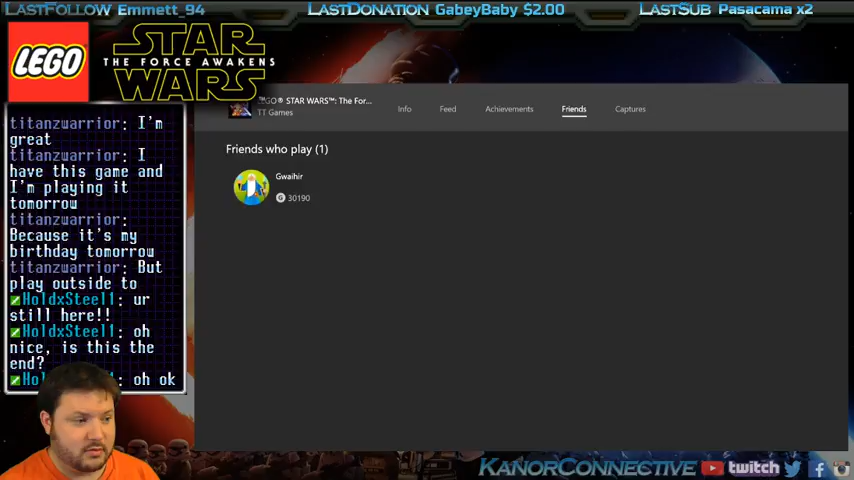 LASTFOLLOW Emmett_94
LASTDONATION GabeyBaby $2.00
LASTSUB Pasacama x2
LEGO
STAR
THE FORCE AWAKENS
WARS
titanzwarrior: I'm
great
titanzwarrior: I
have this game and
I'm playing it
tomorrow
titanzwarrior:
Because it's my
birthday tomorrow
titanzwarrior: But
play outside to
HoldxSteel1: ur
still here!!
HoldxSteel1: oh
nice, is this the
end?
oh ok
LEGO® STAR WARS™: The For...
TT Games
Info
Feed
Achievements
Friends
Captures
Friends who play (1)
Gwaihir
G 30190
KANORCONNECTIVE
twitch